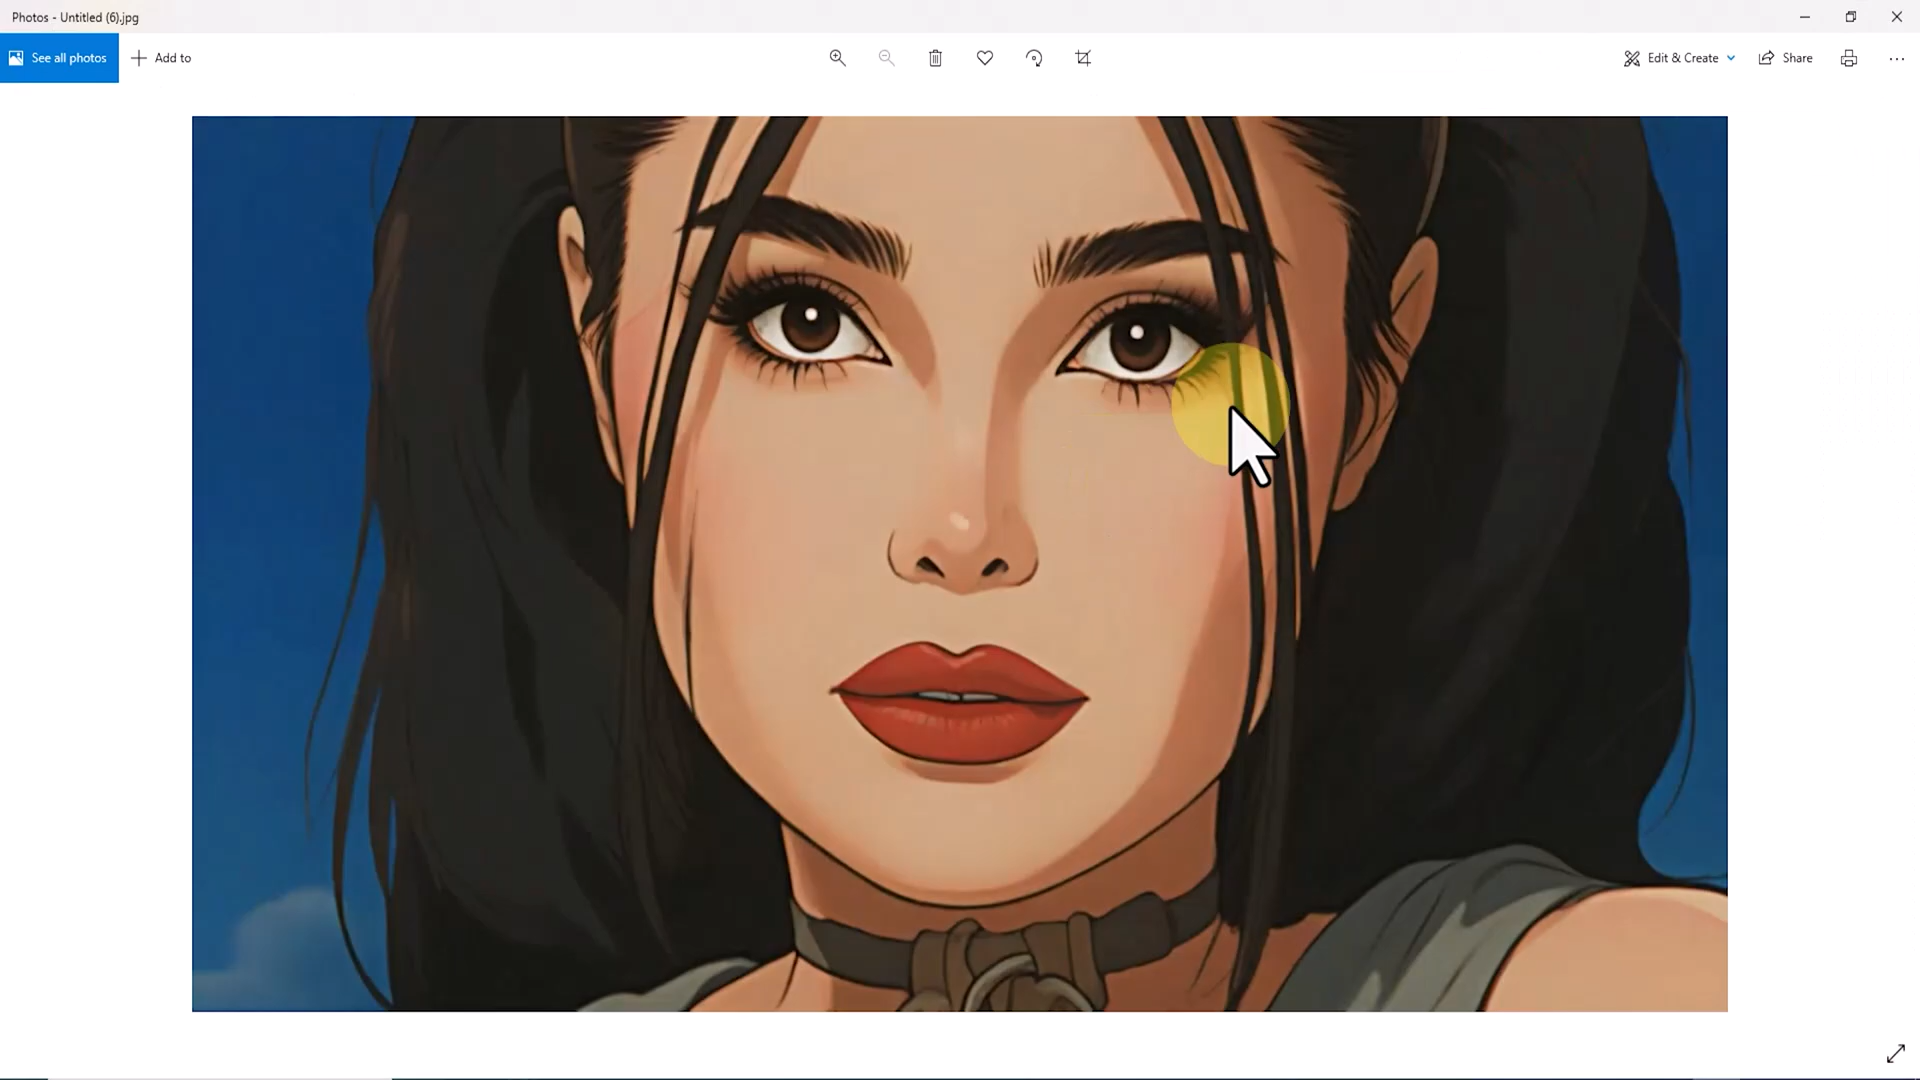 Photos - Untitled (6).jpg
See all photos
Add to
Edit & Create
Share